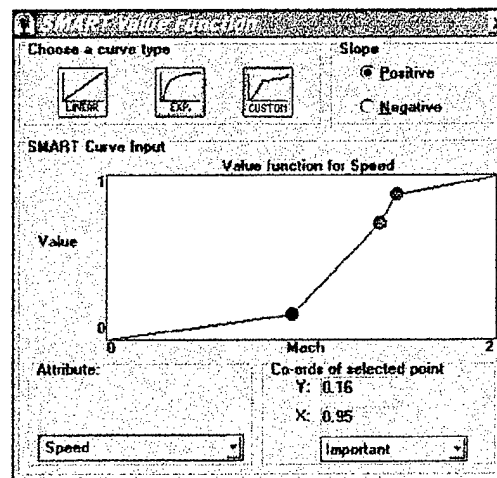 SMART Value Function
Choose a curve type
Slope
LINEAR
EXP.
CUSTOM
Positive
Negative
SMART Curve Input
Value function for Speed
1
Value
0
0
Mach
2
Attribute:
Co-ords of selected point
Y: 0.16
X: 0.95
Speed
Important